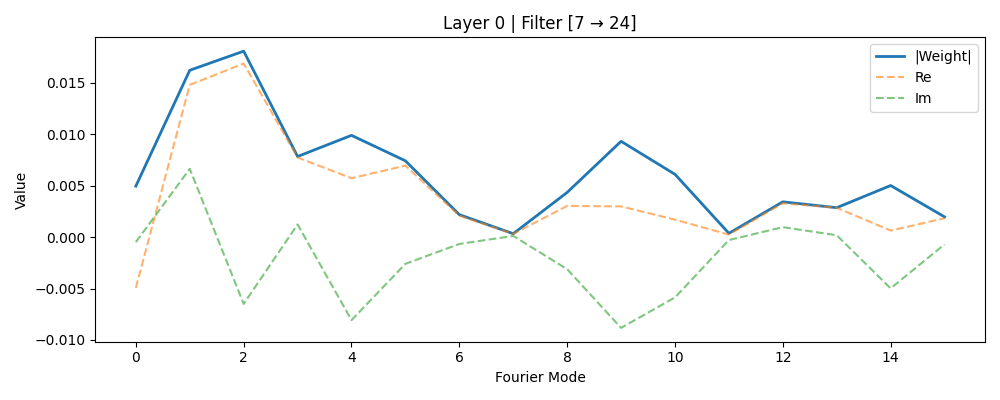 Layer 0 | Filter [7 → 24]
|Weight|
Re
Im
0.015
0.010
0.005
0.000
−0.005
−0.010
Value
0 2 4 6 8 10 12 14
Fourier Mode